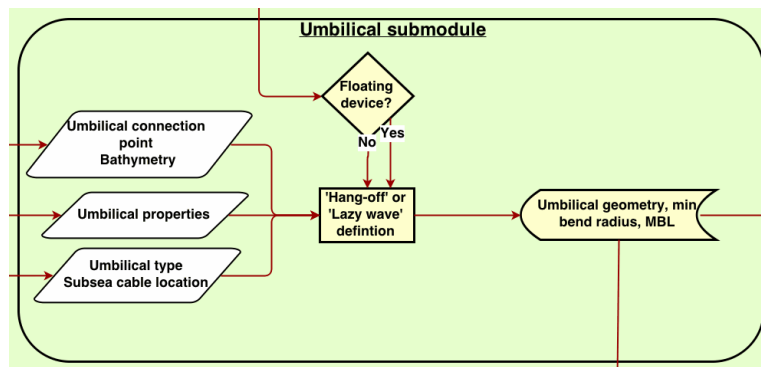 Umbilical submodule
Floating
device?
No
Yes
Umbilical connection
point
Bathymetry
Umbilical properties
Umbilical type
Subsea cable location
'Hang-off' or
'Lazy wave'
defintion
Umbilical geometry, min
bend radius, MBL